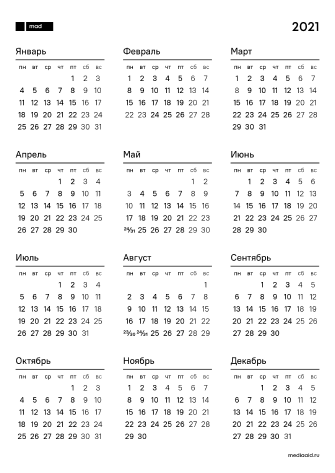 mad
2021
Январь Февраль Март
пн вт ср чт пт сб вс пн вт ср чт пт сб вс пн вт ср чт пт сб вс
1 2 3 1 2 3 4 5 6 7 1 2 3 4 5 6 7
4 5 6 7 8 9 10 8 9 10 11 12 13 14 8 9 10 11 12 13 14
11 12 13 14 15 16 17 15 16 17 18 19 20 21 15 16 17 18 19 20 21
18 19 20 21 22 23 24 22 23 24 25 26 27 28 22 23 24 25 26 27 28
25 26 27 28 29 30 31 29 30 31
Апрель Май Июнь
пн вт ср чт пт сб вс пн вт ср чт пт сб вс пн вт ср чт пт сб вс
1 2 3 4 1 2 1 2 3 4 5 6
5 6 7 8 9 10 11 3 4 5 6 7 8 9 7 8 9 10 11 12 13
12 13 14 15 16 17 18 10 11 12 13 14 15 16 14 15 16 17 18 19 20
19 20 21 22 23 24 25 17 18 19 20 21 22 23 21 22 23 24 25 26 27
26 27 28 29 30 24/31 25 26 27 28 29 30 28 29 30
Июль Август Сентябрь
пн вт ср чт пт сб вс пн вт ср чт пт сб вс пн вт ср чт пт сб вс
1 2 3 4 1 1 2 3 4 5
5 6 7 8 9 10 11 2 3 4 5 6 7 8 6 7 8 9 10 11 12
12 13 14 15 16 17 18 9 10 11 12 13 14 15 13 14 15 16 17 18 19
19 20 21 22 23 24 25 16 17 18 19 20 21 22 20 21 22 23 24 25 26
26 27 28 29 30 31 23/30 24/31 25 26 27 28 29 27 28 29 30
Октябрь Ноябрь Декабрь
пн вт ср чт пт сб вс пн вт ср чт пт сб вс пн вт ср чт пт сб вс
1 2 3 1 2 3 4 5 6 7 1 2 3 4 5
4 5 6 7 8 9 10 8 9 10 11 12 13 14 6 7 8 9 10 11 12
11 12 13 14 15 16 17 15 16 17 18 19 20 21 13 14 15 16 17 18 19
18 19 20 21 22 23 24 22 23 24 25 26 27 28 20 21 22 23 24 25 26
25 26 27 28 29 30 31 29 30 27 28 29 30 31
mediaaid.ru